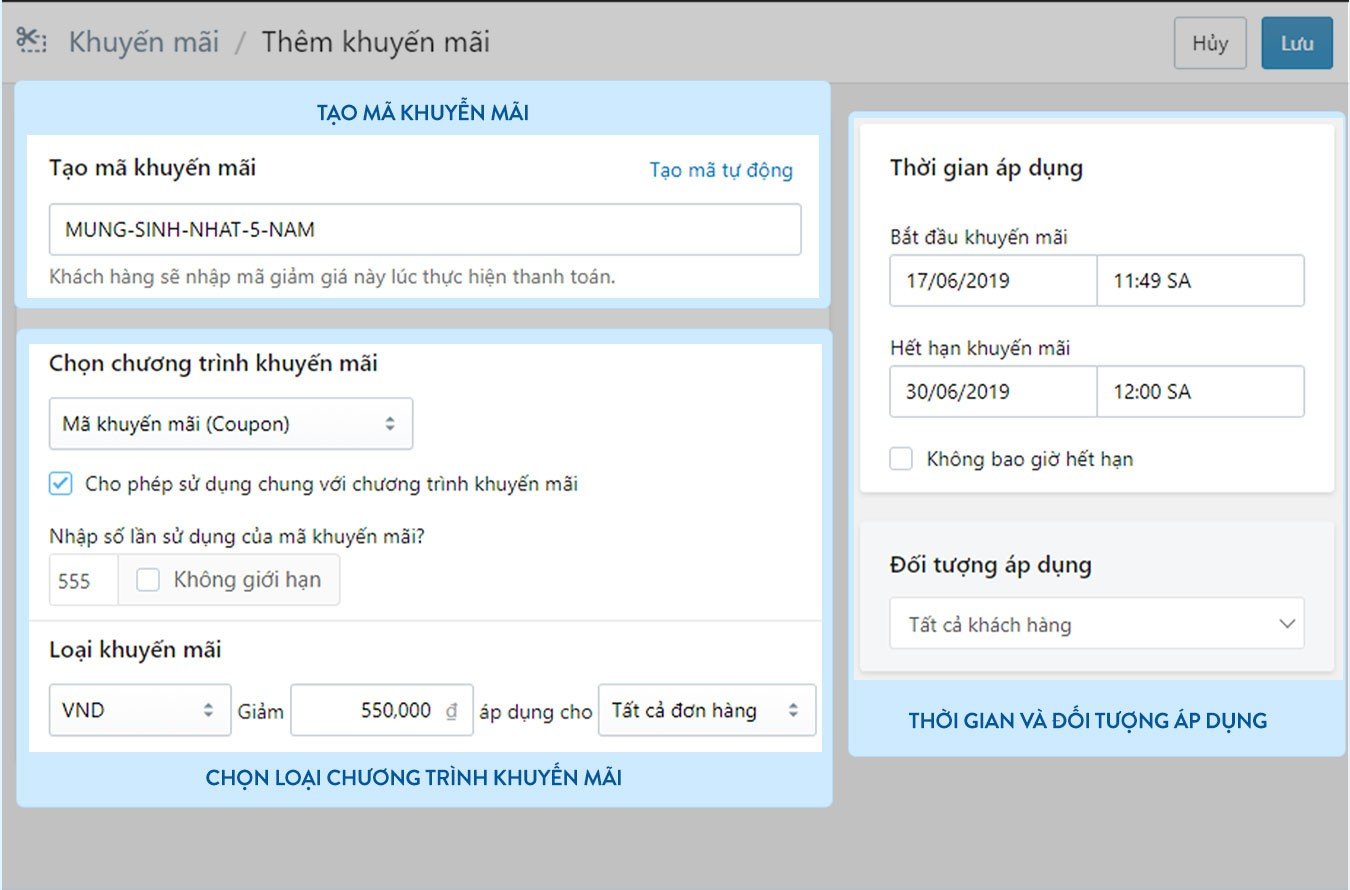 Khuyến mãi / Thêm khuyến mãi
Hủy
Lưu
TẠO MÃ KHUYỄN MÃI
Tạo mã khuyến mãi
Tạo mã tự động
MUNG-SINH-NHAT-5-NAM
Khách hàng sẽ nhập mã giảm giá này lúc thực hiện thanh toán.
Chọn chương trình khuyến mãi
Mã khuyến mãi (Coupon)
Cho phép sử dụng chung với chương trình khuyến mãi
Nhập số lần sử dụng của mã khuyến mãi?
555
Không giới hạn
Loại khuyến mãi
VND Giảm 550,000 ₫ áp dụng cho Tất cả đơn hàng
CHỌN LOẠI CHƯƠNG TRÌNH KHUYẾN MÃI
Thời gian áp dụng
Bắt đầu khuyến mãi
17/06/2019 11:49 SA
Hết hạn khuyến mãi
30/06/2019 12:00 SA
Không bao giờ hết hạn
Đối tượng áp dụng
Tất cả khách hàng
THỜI GIAN VÀ ĐỐI TƯỢNG ÁP DỤNG